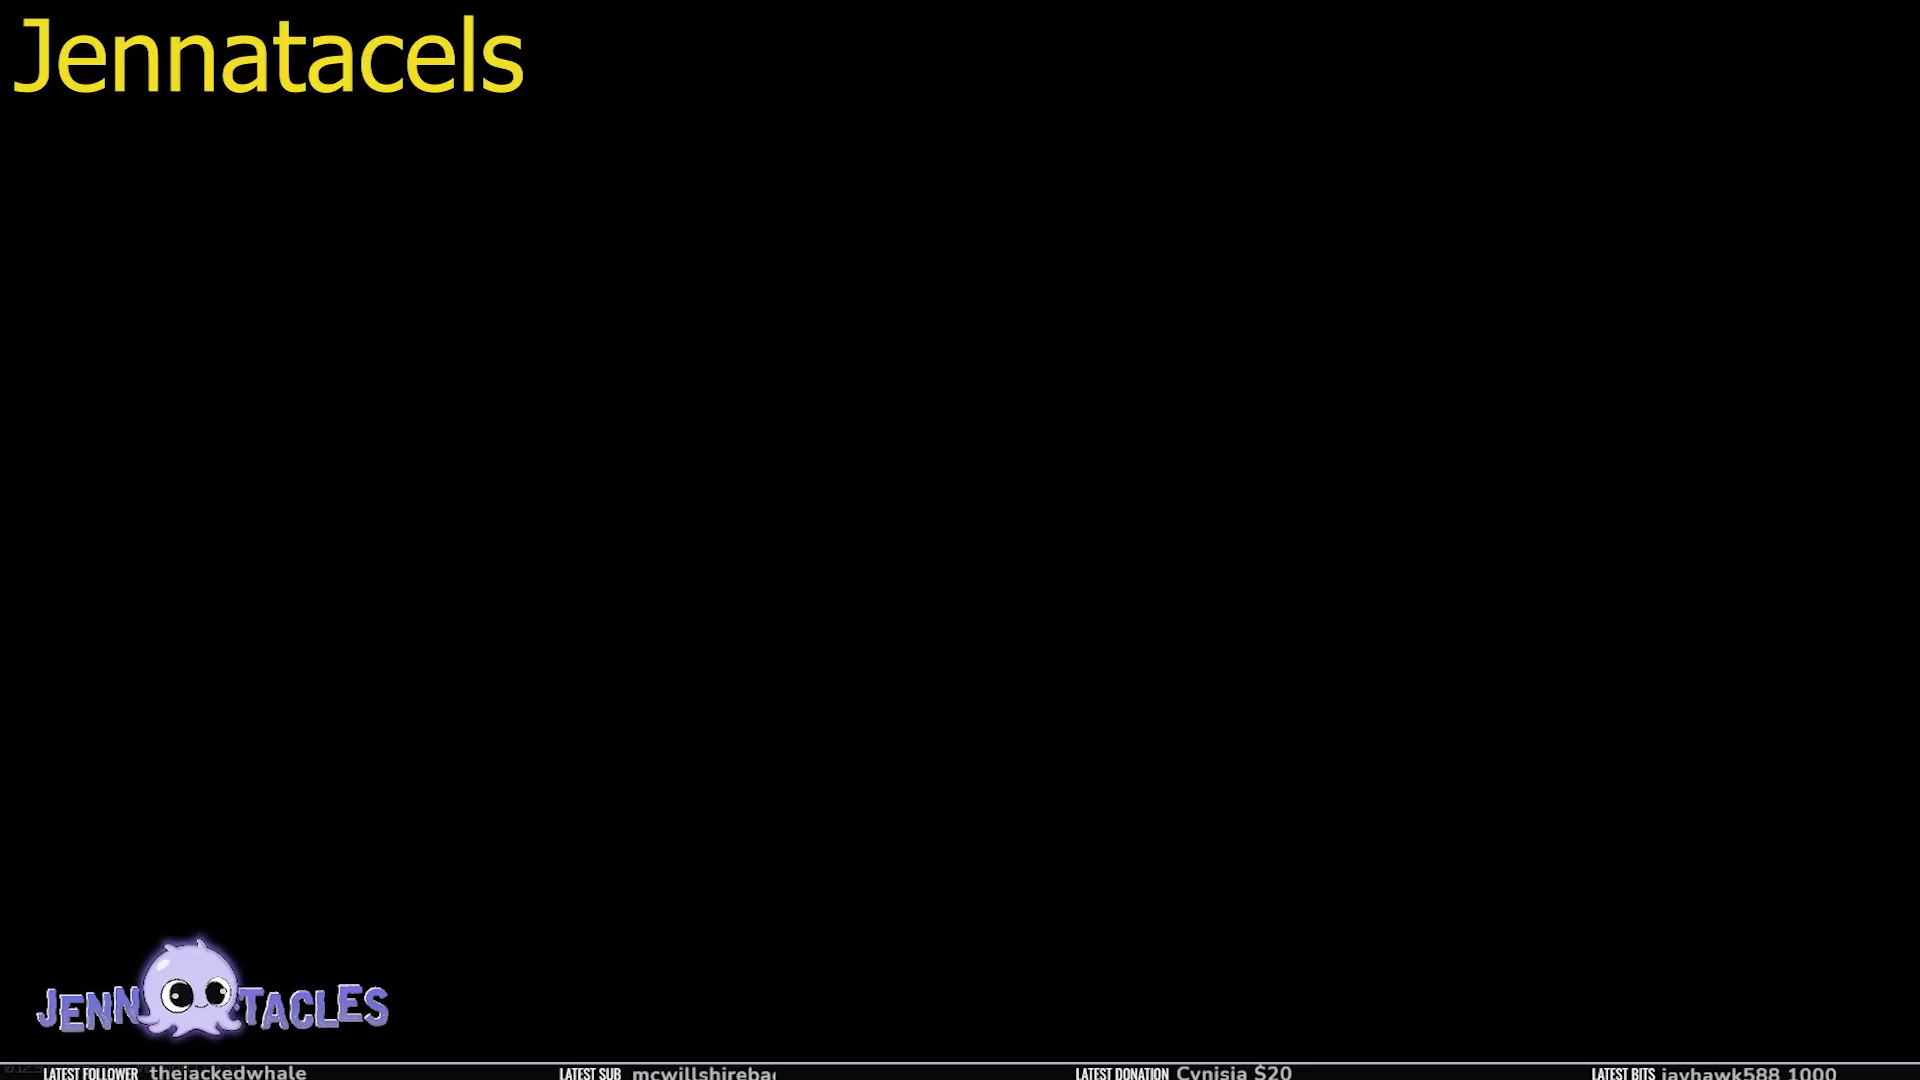 Jennatacels
JENN TACLES
LATEST FOLLOWER thejackedwhale
LATEST SUB
LATEST DONATION Cynisia $20
LATEST BITS jayhawk588 1000